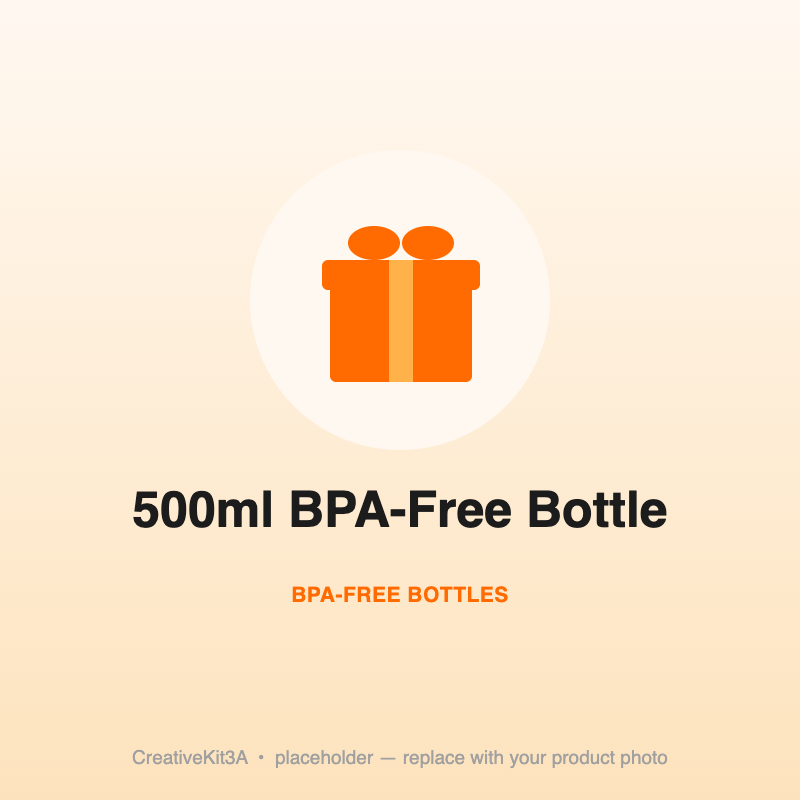 500ml BPA-Free Bottle
BPA-FREE BOTTLES
CreativeKit3A • placeholder — replace with your product photo